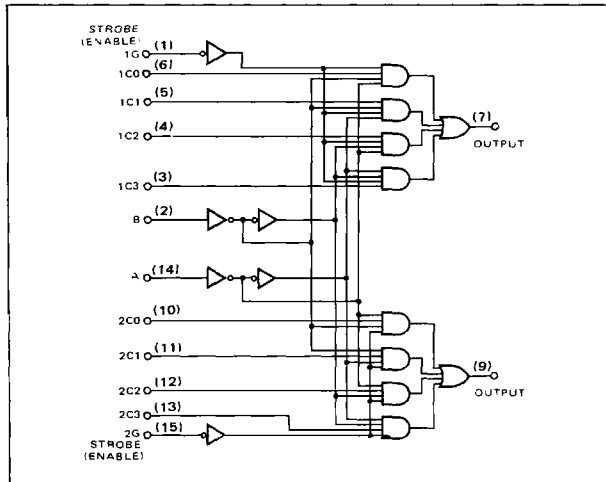 STROBE
(ENABLE)
1G (1)
1C0 (6)
1C1 (5)
1C2 (4)
1C3 (3)
B (2)
A (14)
2C0 (10)
2C1 (11)
2C2 (12)
2C3 (13)
2G (15)
STROBE
(ENABLE)
(7)
OUTPUT
(9)
OUTPUT